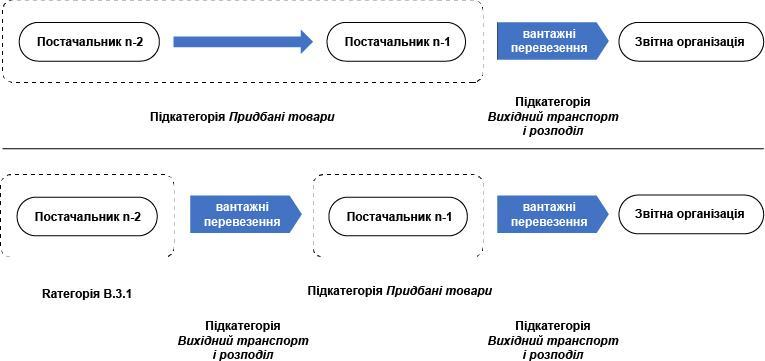 Постачальник n-2
Постачальник n-1
вантажні
перевезення
Звітна організація
Підкатегорія Придбані товари
Підкатегорія
Вихідний транспорт
і розподіл
Постачальник n-2
вантажні
перевезення
Постачальник n-1
вантажні
перевезення
Звітна організація
Rатегорія В.3.1
Підкатегорія Придбані товари
Підкатегорія
Вихідний транспорт
і розподіл
Підкатегорія
Вихідний транспорт
і розподіл